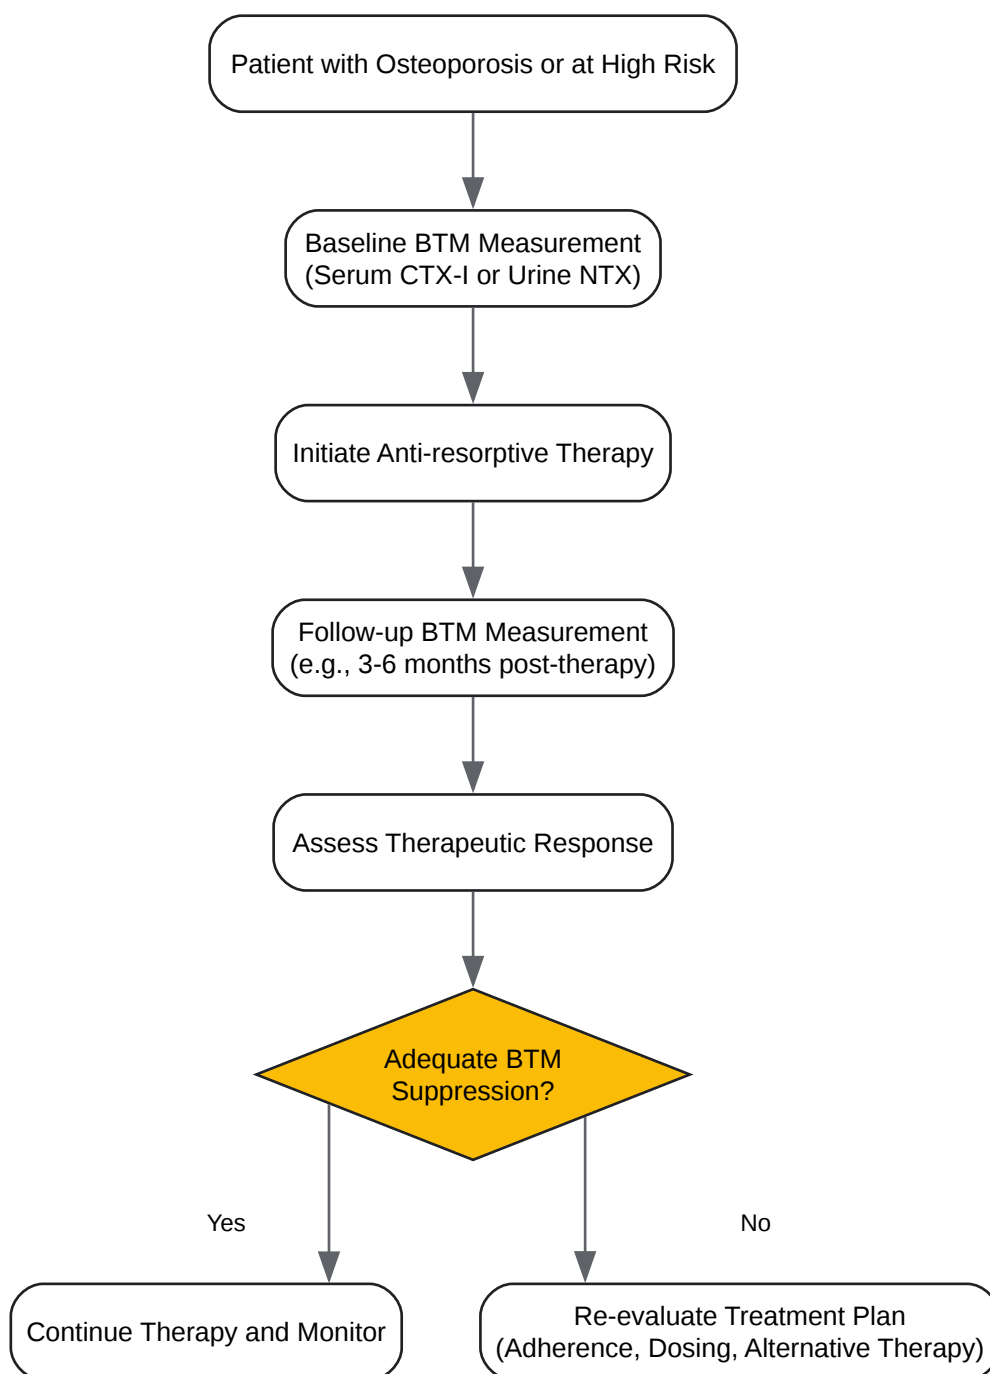 Patient with Osteoporosis or at High Risk
Baseline BTM Measurement
(Serum CTX-I or Urine NTX)
Initiate Anti-resorptive Therapy
Follow-up BTM Measurement
(e.g., 3-6 months post-therapy)
Assess Therapeutic Response
Adequate BTM
Suppression?
Yes
No
Continue Therapy and Monitor
Re-evaluate Treatment Plan
(Adherence, Dosing, Alternative Therapy)